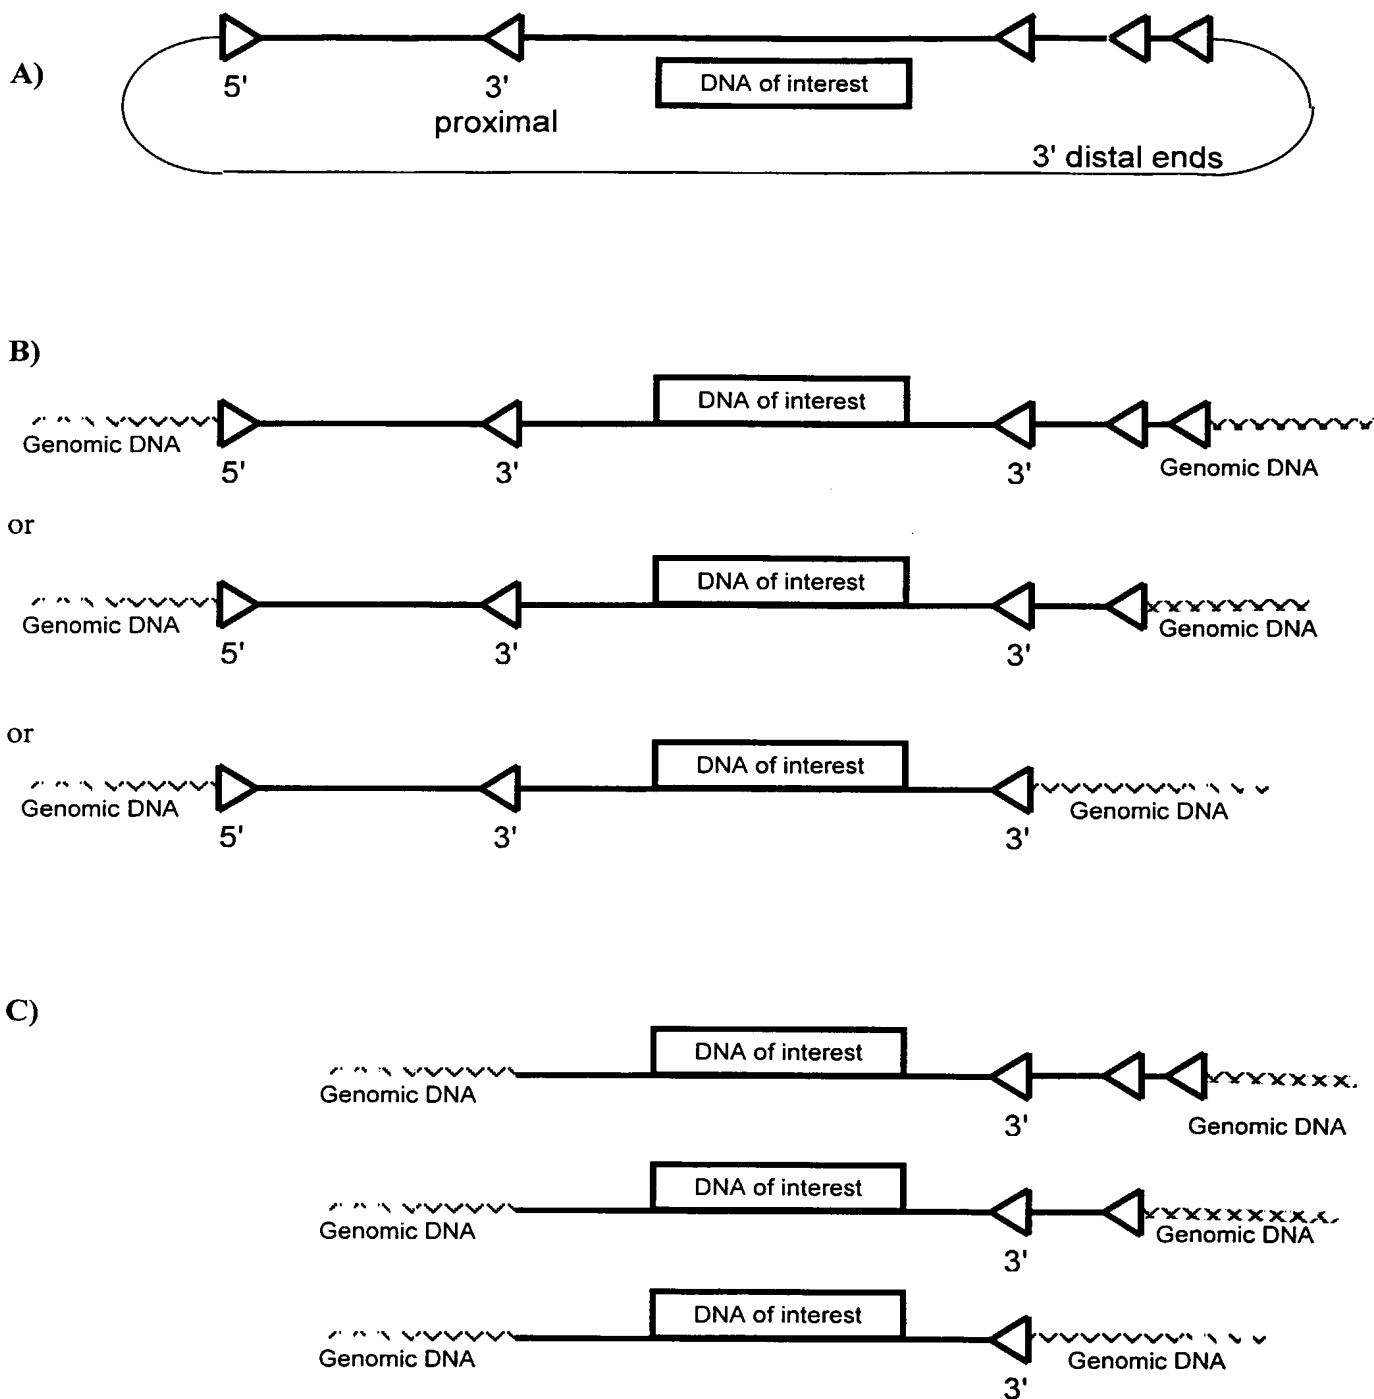 A)
5'
3'
proximal
DNA of interest
3' distal ends
B)
DNA of interest
Genomic DNA
5'
3'
3'
Genomic DNA
or
DNA of interest
Genomic DNA
5'
3'
3'
Genomic DNA
or
DNA of interest
Genomic DNA
5'
3'
3'
Genomic DNA
C)
DNA of interest
Genomic DNA
3'
Genomic DNA
DNA of interest
Genomic DNA
3'
Genomic DNA
DNA of interest
Genomic DNA
3'
Genomic DNA